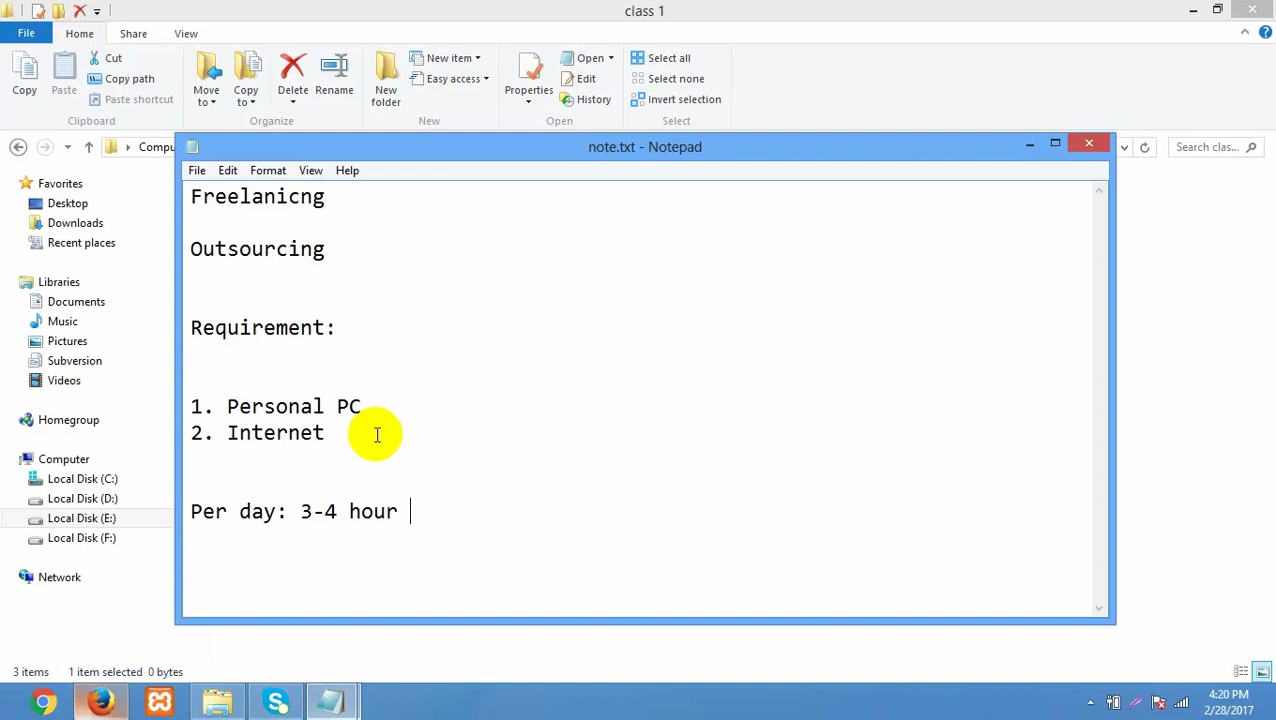 class 1
File Home Share View
Copy
Paste
Cut
Copy path
Paste shortcut
Clipboard
Move to
Copy to
Delete
Rename
Organize
New folder
New item
Easy access
New
Properties
Open
Edit
History
Open
Select all
Select none
Invert selection
Select
Compu
Search clas...
Favorites
Desktop
Downloads
Recent places
Libraries
Documents
Music
Pictures
Subversion
Videos
Homegroup
Computer
Local Disk (C:)
Local Disk (D:)
Local Disk (E:)
Local Disk (F:)
Network
note.txt - Notepad
File Edit Format View Help
Freelanicng
Outsourcing
Requirement:
1. Personal PC
2. Internet
Per day: 3-4 hour
3 items 1 item selected 0 bytes
4:20 PM
2/28/2017